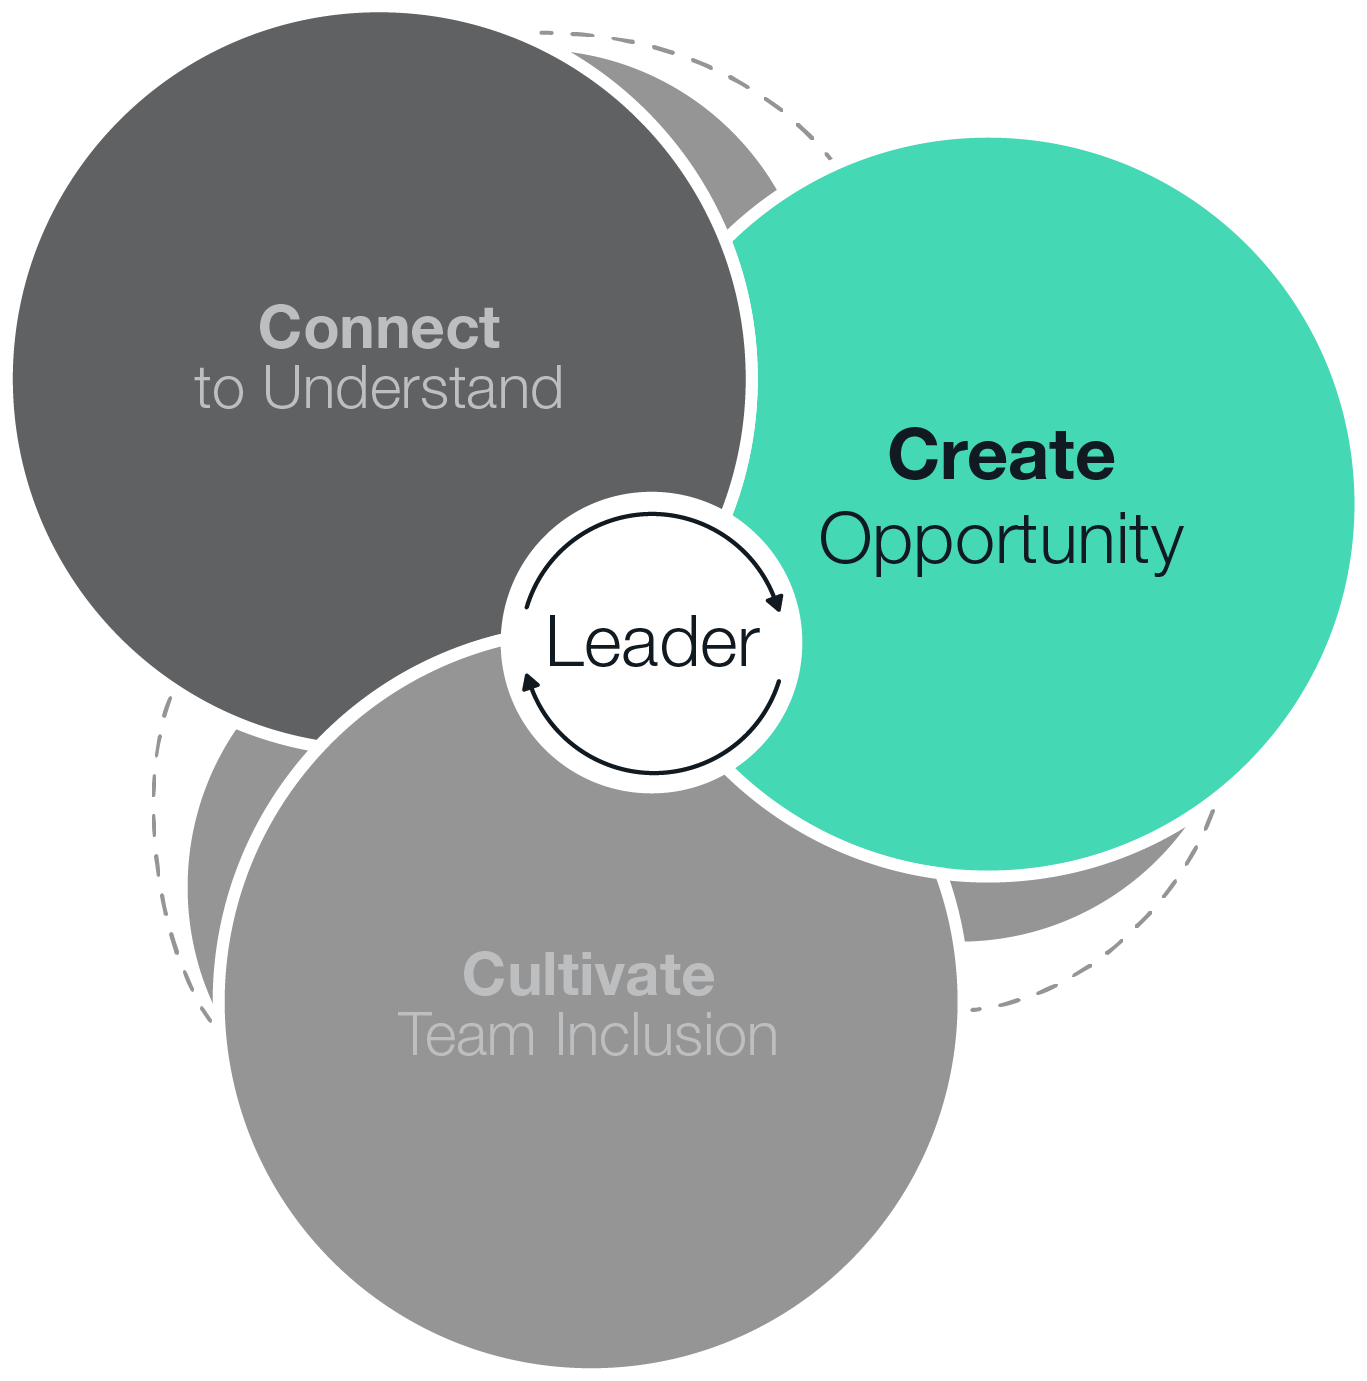 Connect
to Understand
Create
Opportunity
Leader
Cultivate
Team Inclusion